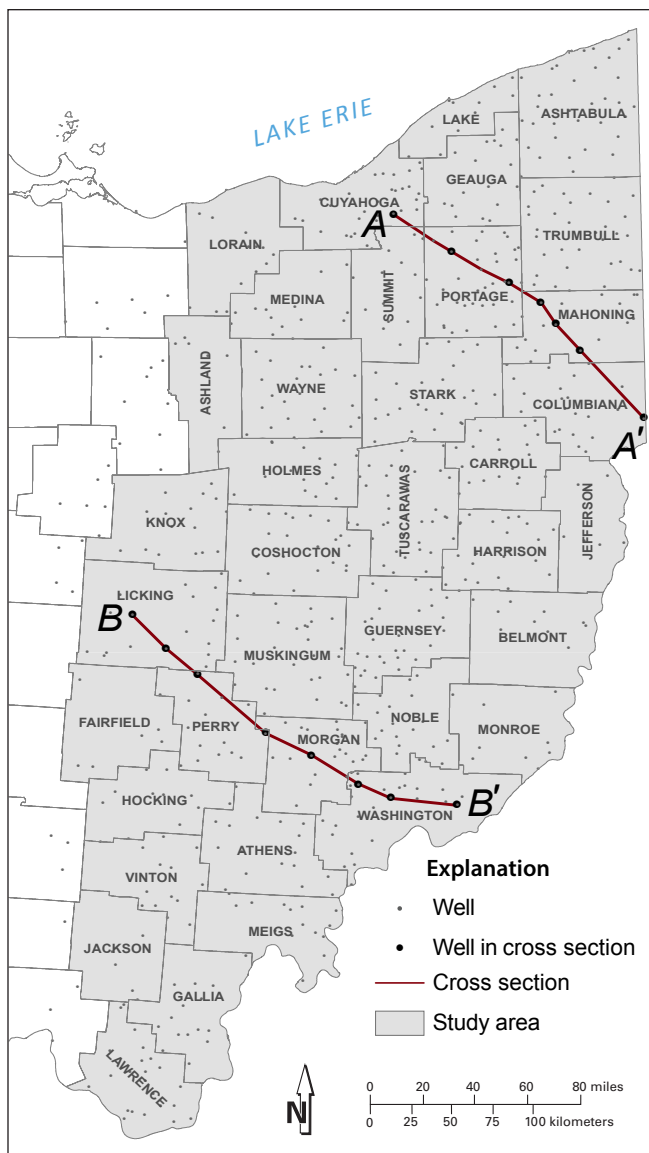 LAKE ERIE
ASHTABULA
LAKE
GEAUGA
CUYAHOGA
A
TRUMBULL
LORAIN
SUMMIT
PORTAGE
MEDINA
MAHONING
ASHLAND
WAYNE
STARK
COLUMBIANA
A'
CARROLL
HOLMES
TUSCARAWAS
JEFFERSON
KNOX
COSHOCTON
HARRISON
LICKING
B
GUERNSEY
BELMONT
MUSKINGUM
NOBLE
FAIRFIELD
PERRY
MONROE
MORGAN
HOCKING
B'
WASHINGTON
ATHENS
VINTON
MEIGS
JACKSON
GALLIA
LAWRENCE
Explanation
Well
Well in cross section
Cross section
Study area
N
0 20 40 60 80 miles
0 25 50 75 100 kilometers